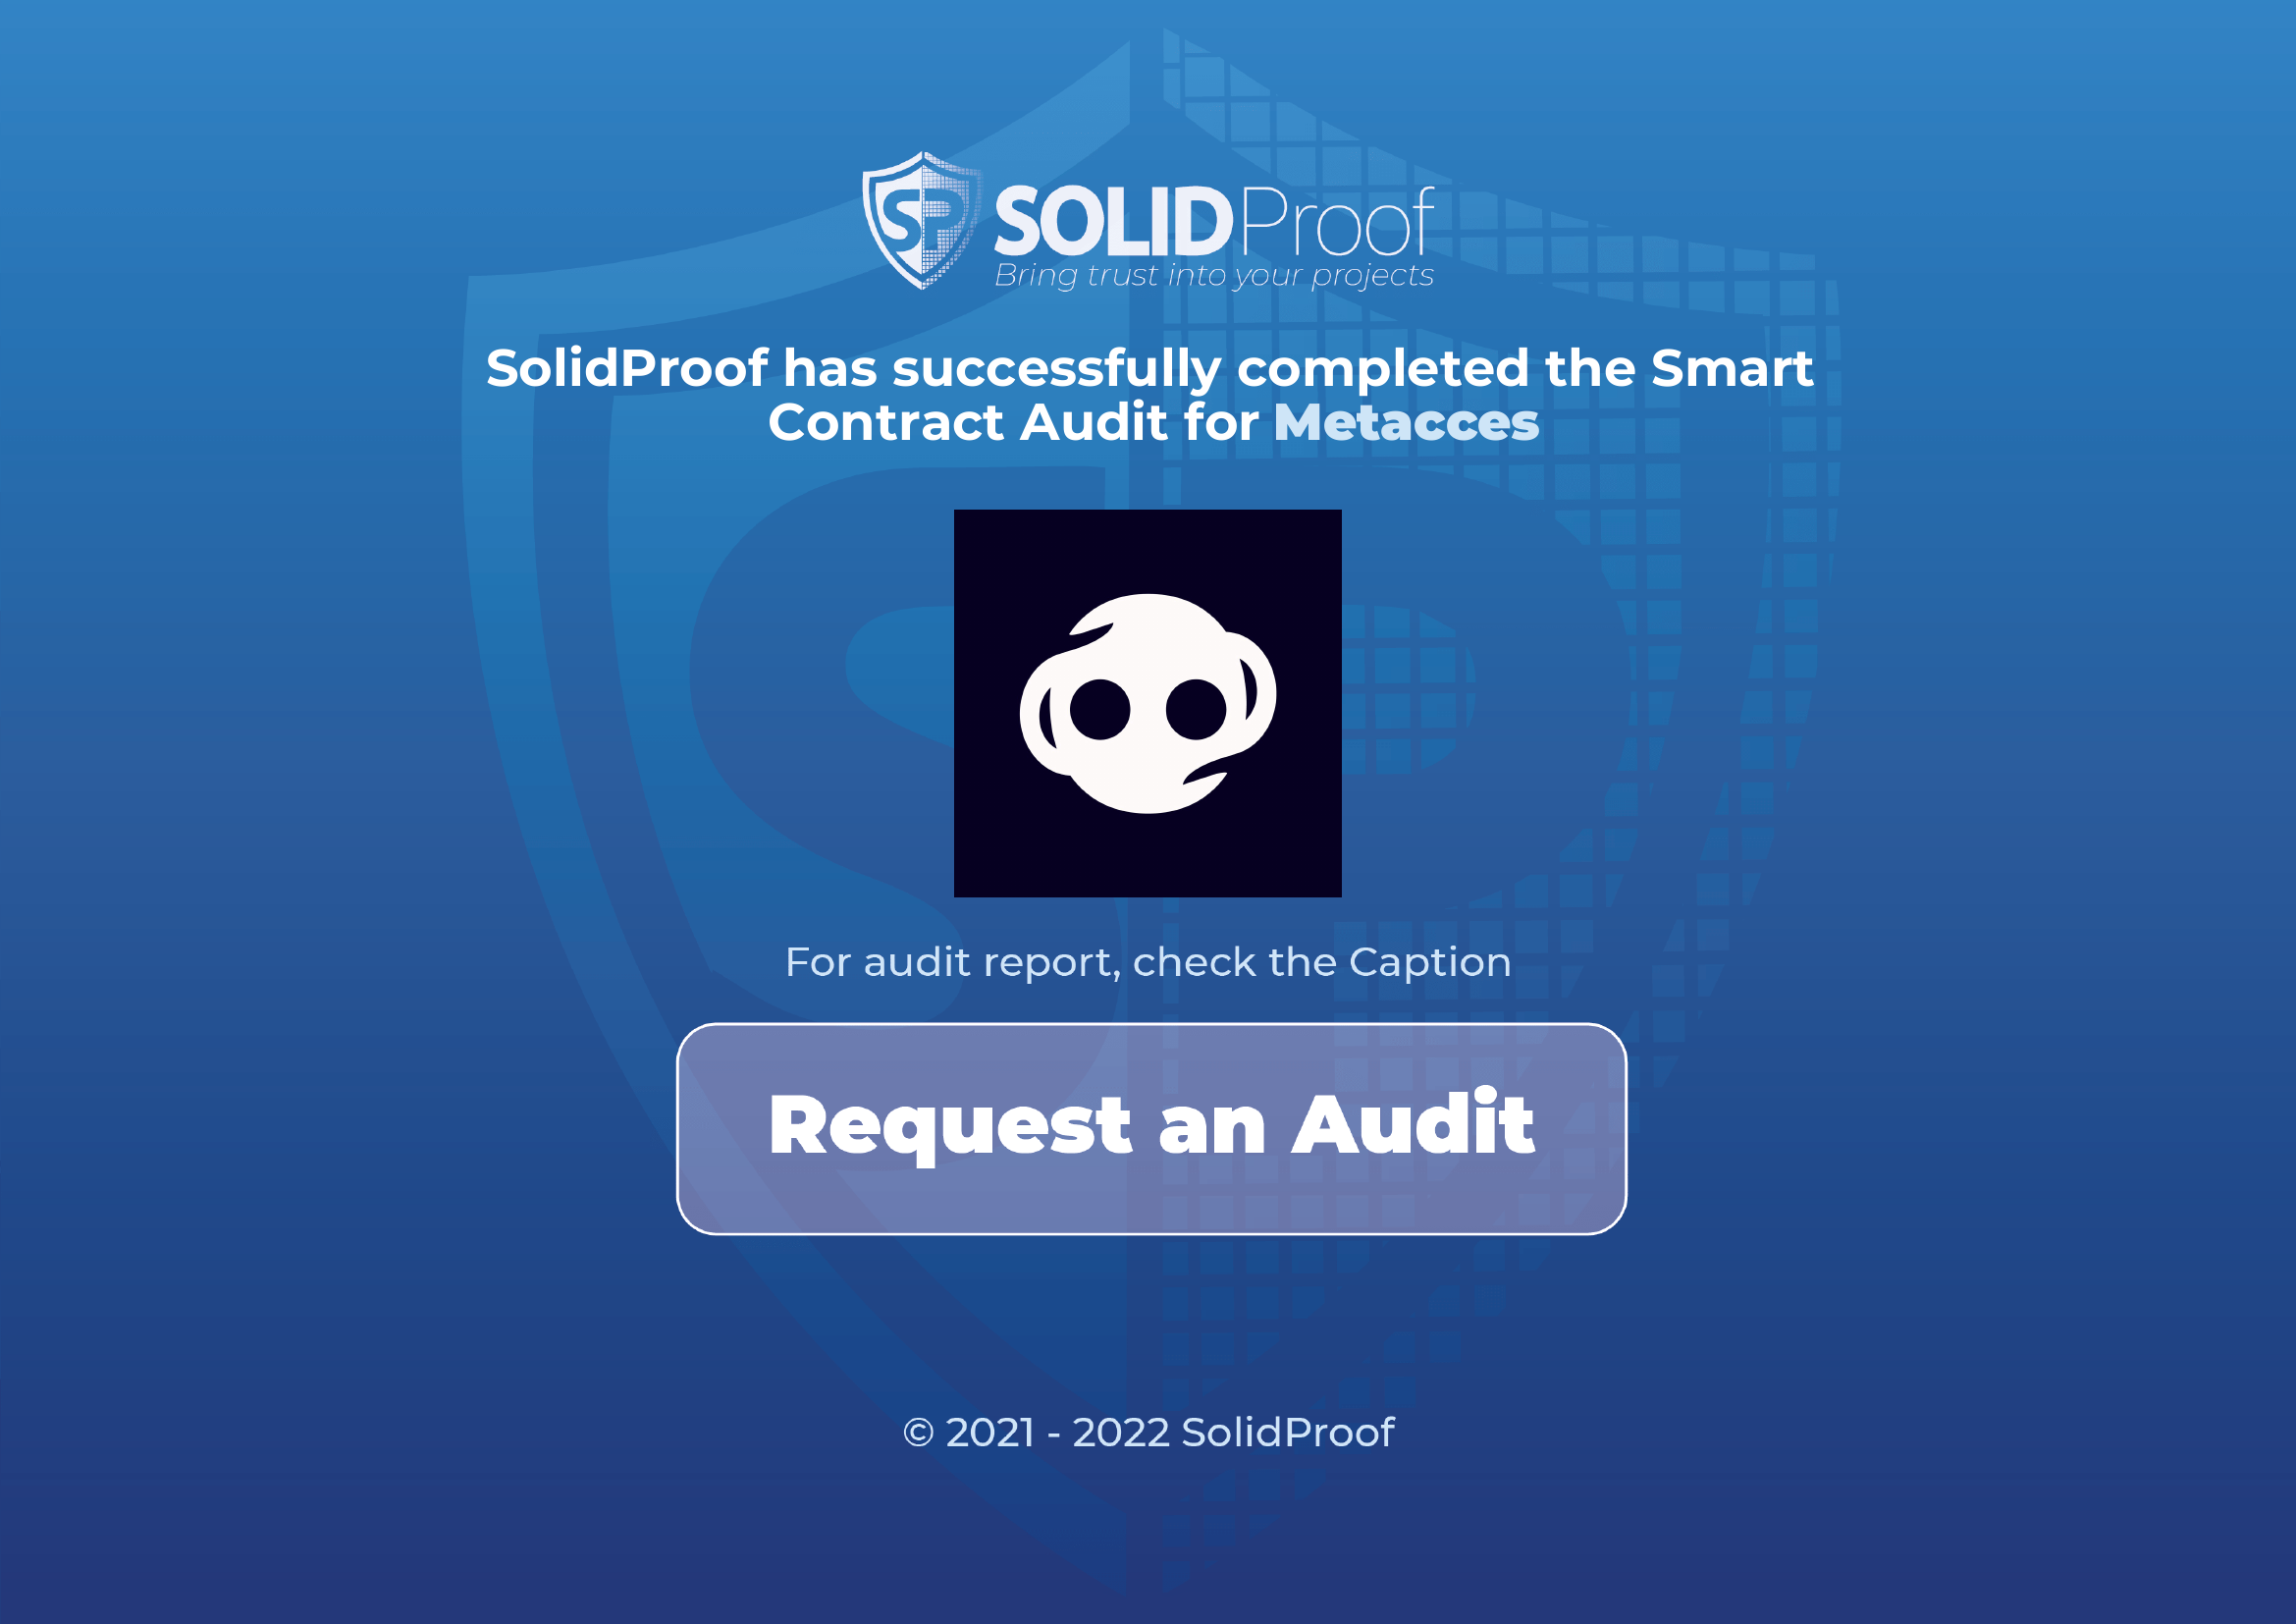 SP SOLIDProof
Bring trust into your projects
SolidProof has successfully completed the Smart
Contract Audit for Metacces
For audit report, check the Caption
Request an Audit
© 2021 - 2022 SolidProof